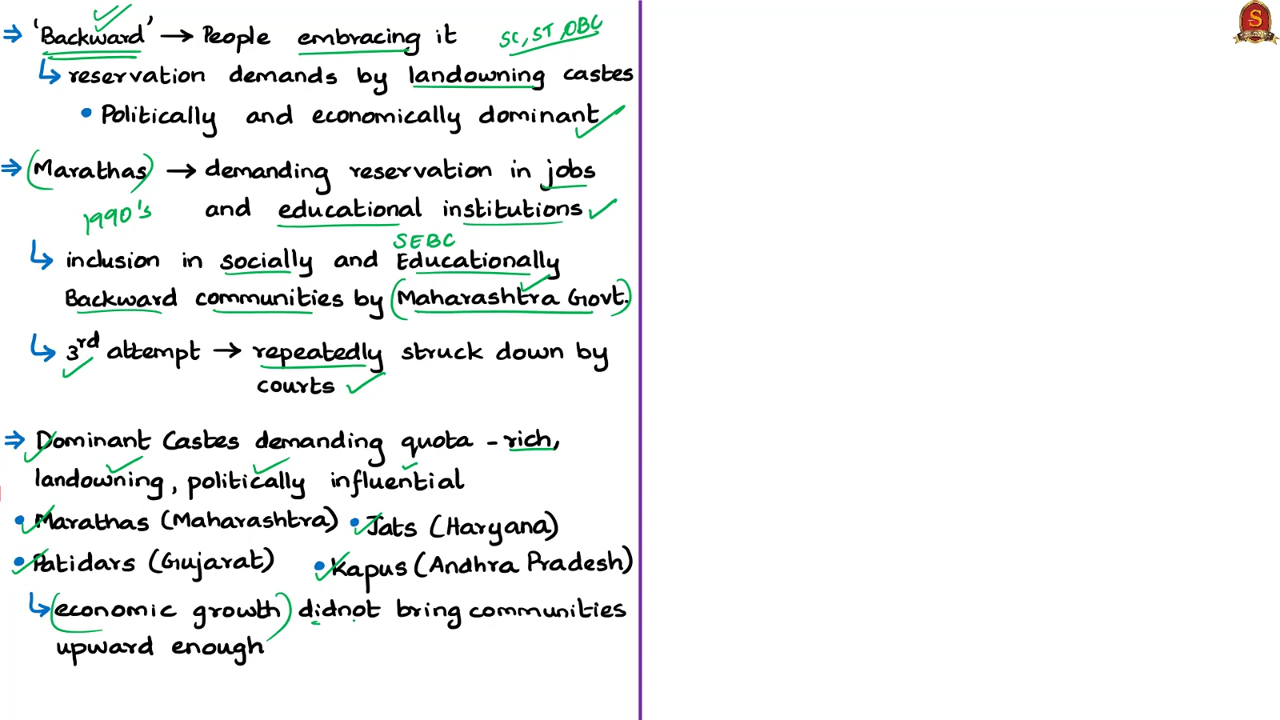 ⇒ 'Backward' → People embracing it SC, ST, OBC
↳ reservation demands by landowning castes
• Politically and economically dominant
⇒ (Marathas) → demanding reservation in jobs
1990's and educational institutions
SEBC
↳ inclusion in socially and Educationally
Backward communities by (Maharashtra Govt.)
↳ 3rd attempt → repeatedly struck down by
courts
⇒ Dominant Castes demanding quota - rich,
landowning, politically influential
• Marathas (Maharashtra) • Jats (Haryana)
• Patidars (Gujarat) • Kapus (Andhra Pradesh)
↳ (economic growth) didnot bring communities
upward enough
S